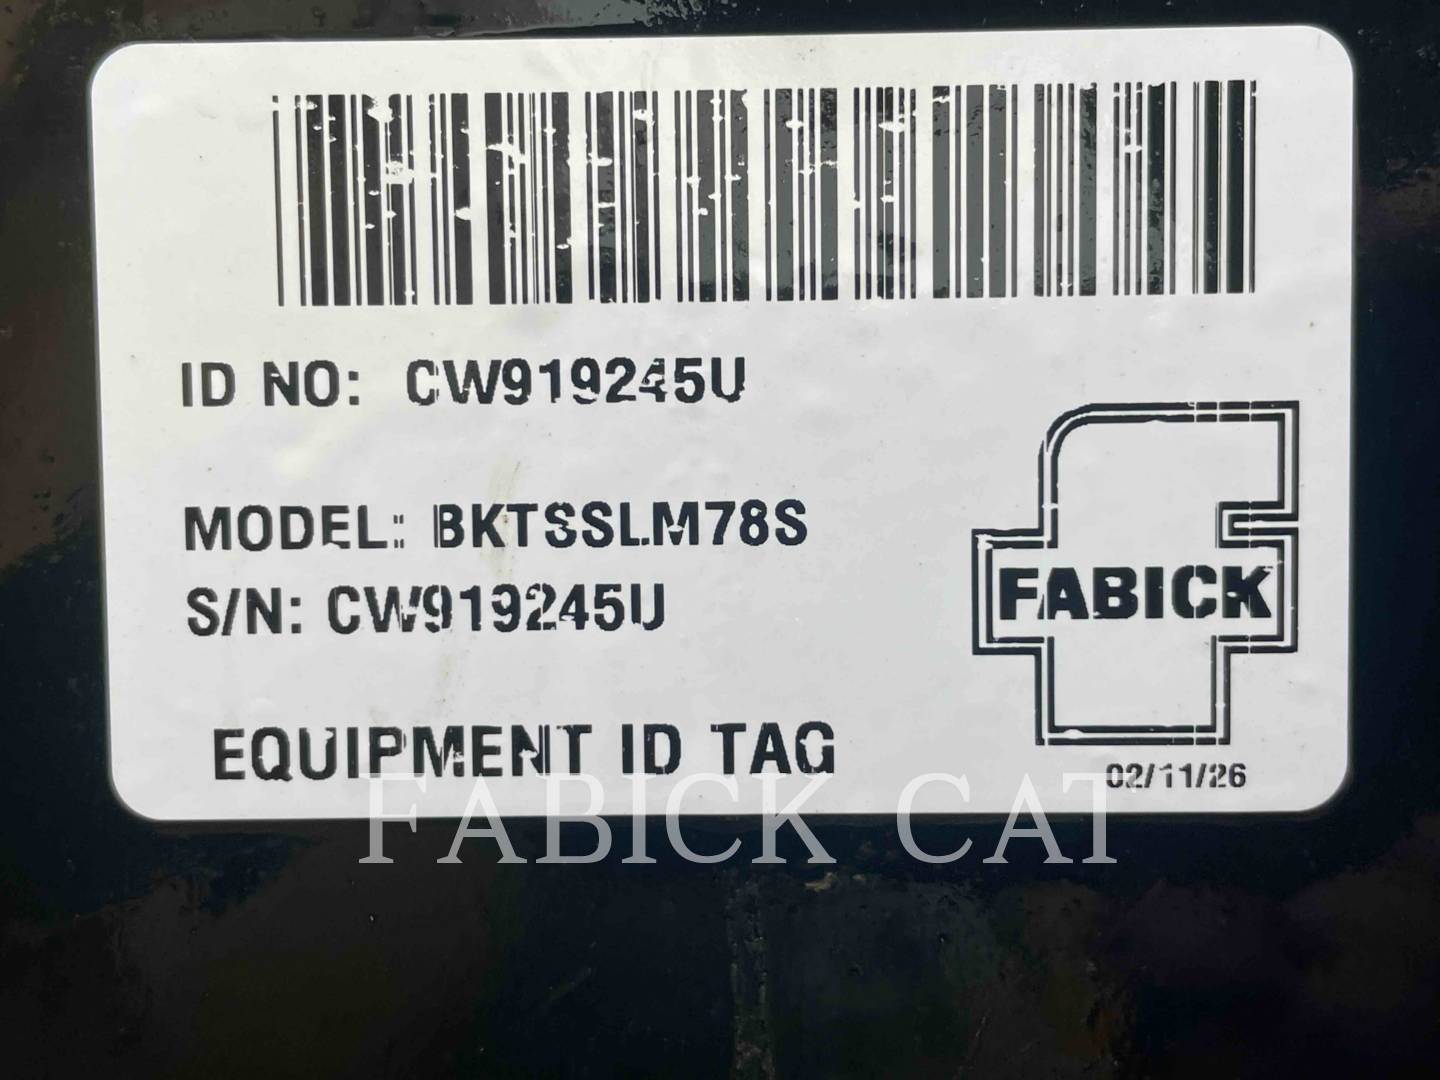 ID NO: CW919245U
MODEL: BKTSSLM78S
S/N: CW919245U
FABICK
EQUIPMENT ID TAG
02/11/26
FABICK CAT